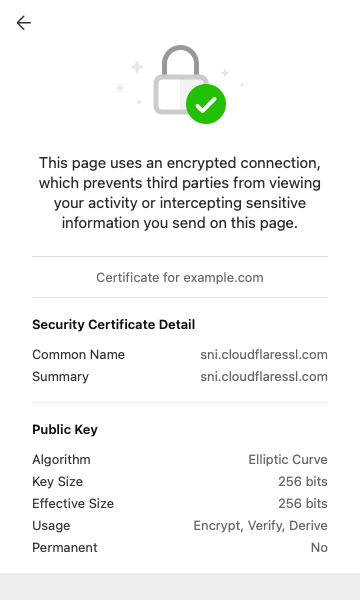 This page uses an encrypted connection,
which prevents third parties from viewing
your activity or intercepting sensitive
information you send on this page.
Certificate for example.com
Security Certificate Detail
Common Name sni.cloudflaressl.com
Summary sni.cloudflaressl.com
Public Key
Algorithm Elliptic Curve
Key Size 256 bits
Effective Size 256 bits
Usage Encrypt, Verify, Derive
Permanent No